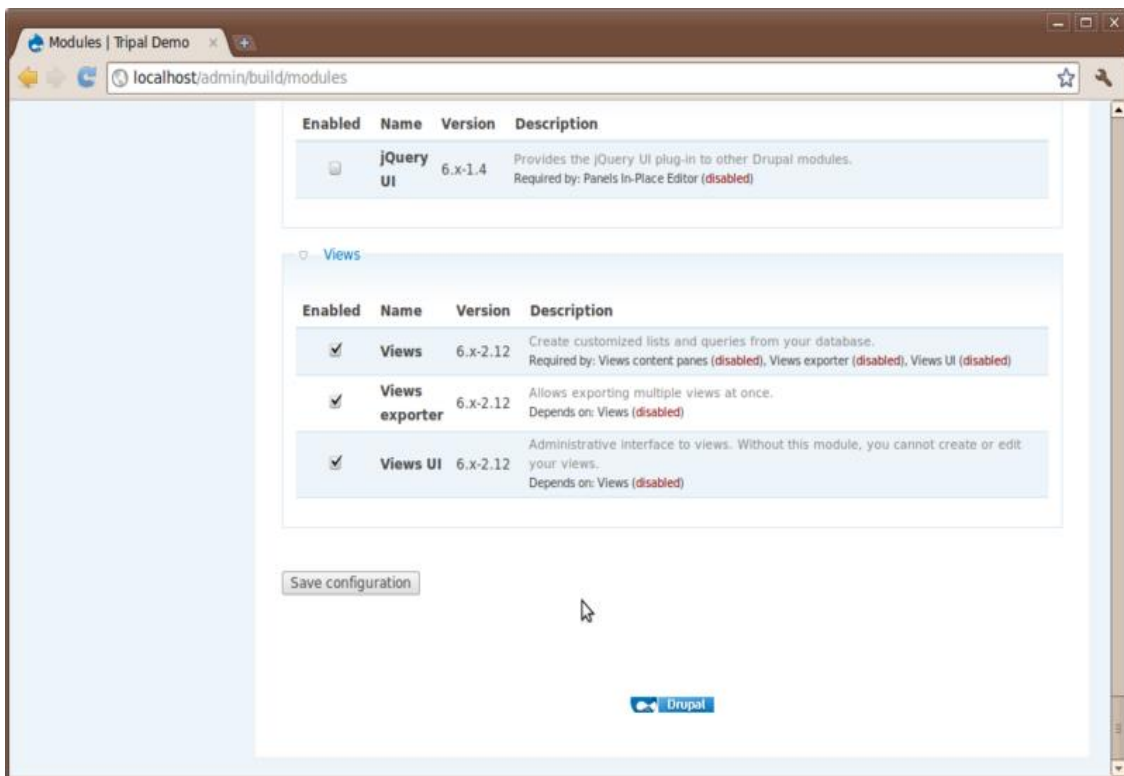 Modules | Tripal Demo
localhost/admin/build/modules
Enabled Name Version Description
jQuery UI 6.x-1.4 Provides the jQuery UI plug-in to other Drupal modules.
Required by: Panels In-Place Editor (disabled)
Views
Enabled Name Version Description
Views 6.x-2.12 Create customized lists and queries from your database.
Required by: Views content panes (disabled), Views exporter (disabled), Views UI (disabled)
Views exporter 6.x-2.12 Allows exporting multiple views at once.
Depends on: Views (disabled)
Views UI 6.x-2.12 Administrative interface to views. Without this module, you cannot create or edit
your views.
Depends on: Views (disabled)
Save configuration
Drupal